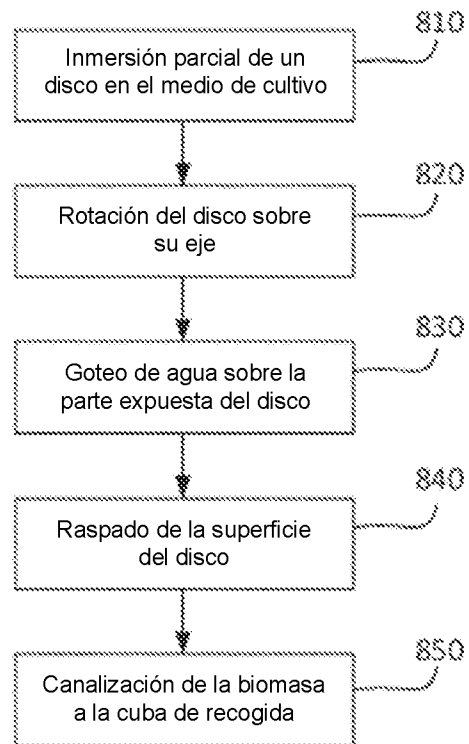 810
Inmersión parcial de un
disco en el medio de cultivo
820
Rotación del disco sobre
su eje
830
Goteo de agua sobre la
parte expuesta del disco
840
Raspado de la superficie
del disco
850
Canalización de la biomasa
a la cuba de recogida